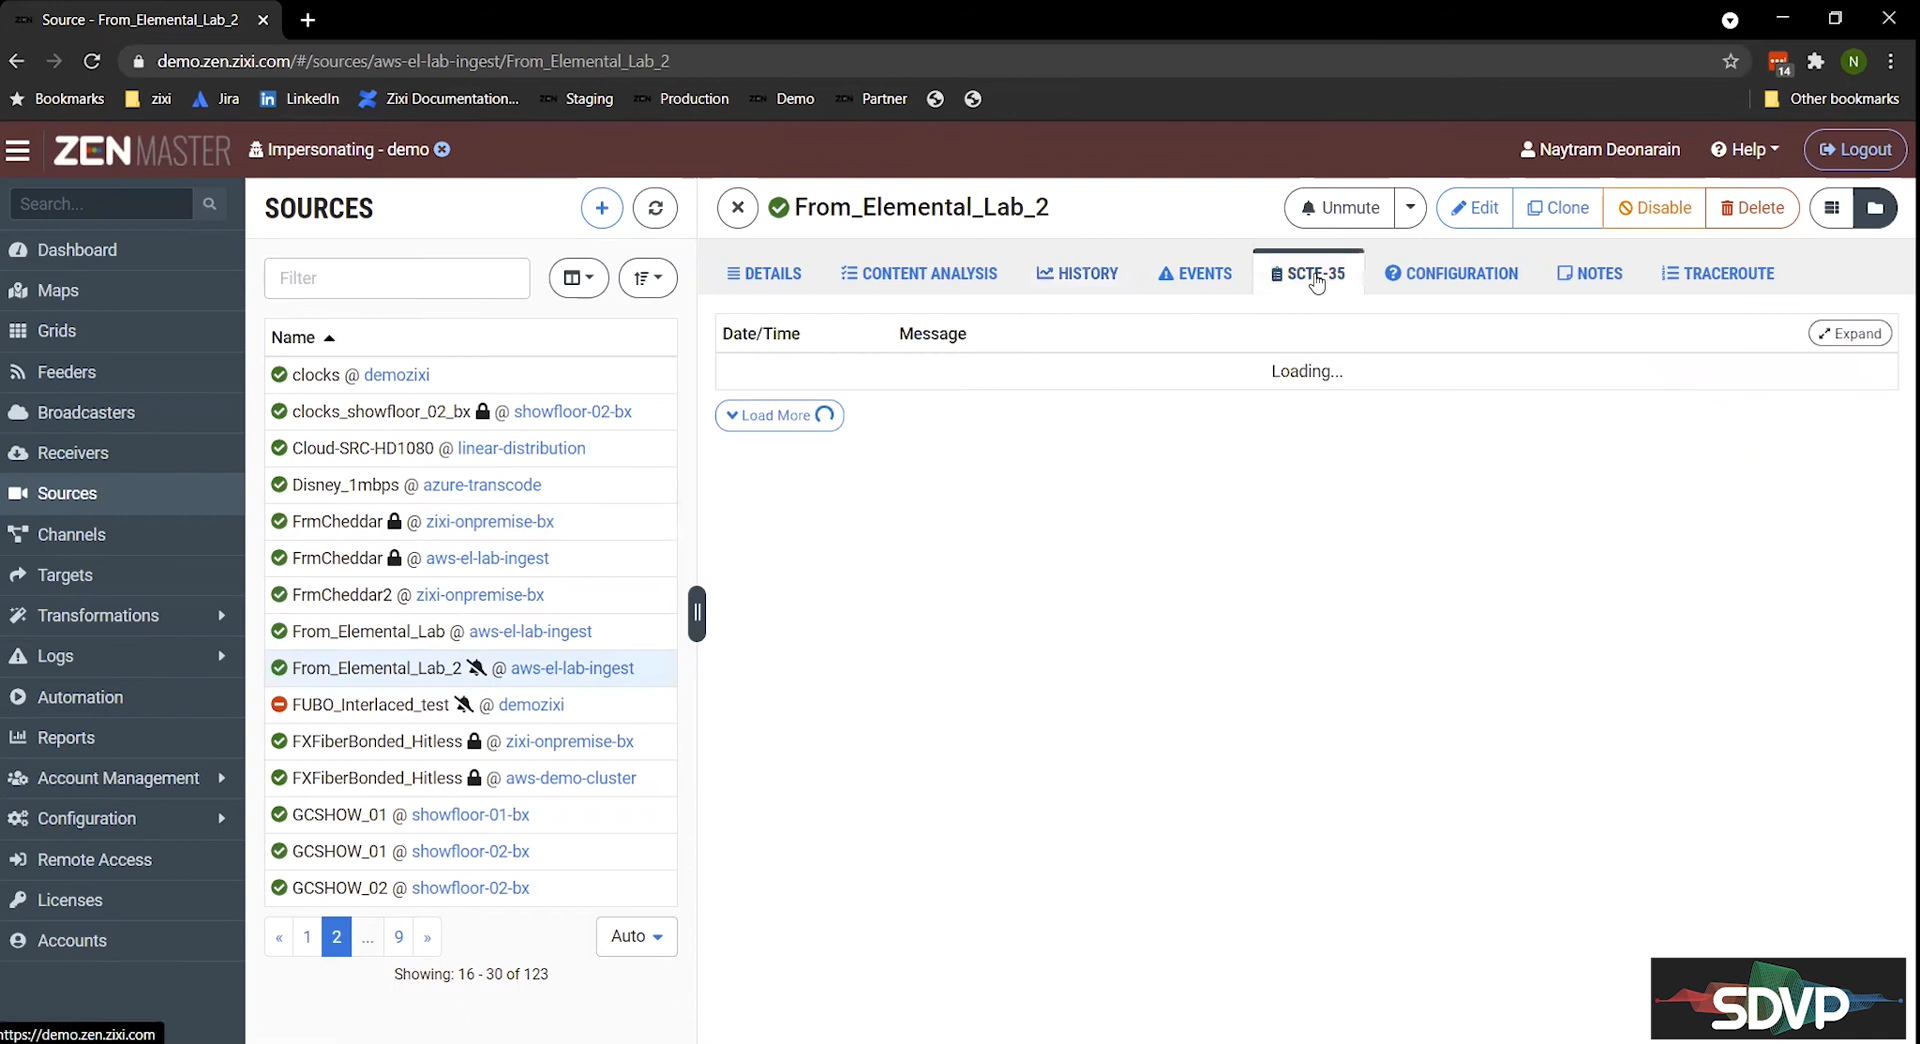 Source - From_Elemental_Lab_2
demo.zen.zixi.com/#/sources/aws-el-lab-ingest/From_Elemental_Lab_2
14
N
Bookmarks
zixi
Jira
LinkedIn
Zixi Documentation...
Staging
Production
Demo
Partner
Other bookmarks
ZEN MASTER
Impersonating - demo
Naytram Deonarain
Help
Logout
Search...
Dashboard
Maps
Grids
Feeders
Broadcasters
Receivers
Sources
Channels
Targets
Transformations
Logs
Automation
Reports
Account Management
Configuration
Remote Access
Licenses
Accounts
https://demo.zen.zixi.com
SOURCES
Filter
Name
clocks @ demozixi
clocks_showfloor_02_bx @ showfloor-02-bx
Cloud-SRC-HD1080 @ linear-distribution
Disney_1mbps @ azure-transcode
FrmCheddar @ zixi-onpremise-bx
FrmCheddar @ aws-el-lab-ingest
FrmCheddar2 @ zixi-onpremise-bx
From_Elemental_Lab @ aws-el-lab-ingest
From_Elemental_Lab_2 @ aws-el-lab-ingest
FUBO_Interlaced_test @ demozixi
FXFiberBonded_Hitless @ zixi-onpremise-bx
FXFiberBonded_Hitless @ aws-demo-cluster
GCSHOW_01 @ showfloor-01-bx
GCSHOW_01 @ showfloor-02-bx
GCSHOW_02 @ showfloor-02-bx
« 1 2 ... 9 »
Auto
Showing: 16 - 30 of 123
From_Elemental_Lab_2
Unmute
Edit
Clone
Disable
Delete
DETAILS
CONTENT ANALYSIS
HISTORY
EVENTS
SCTE-35
CONFIGURATION
NOTES
TRACEROUTE
Date/Time
Message
Expand
Loading...
Load More
SDVP